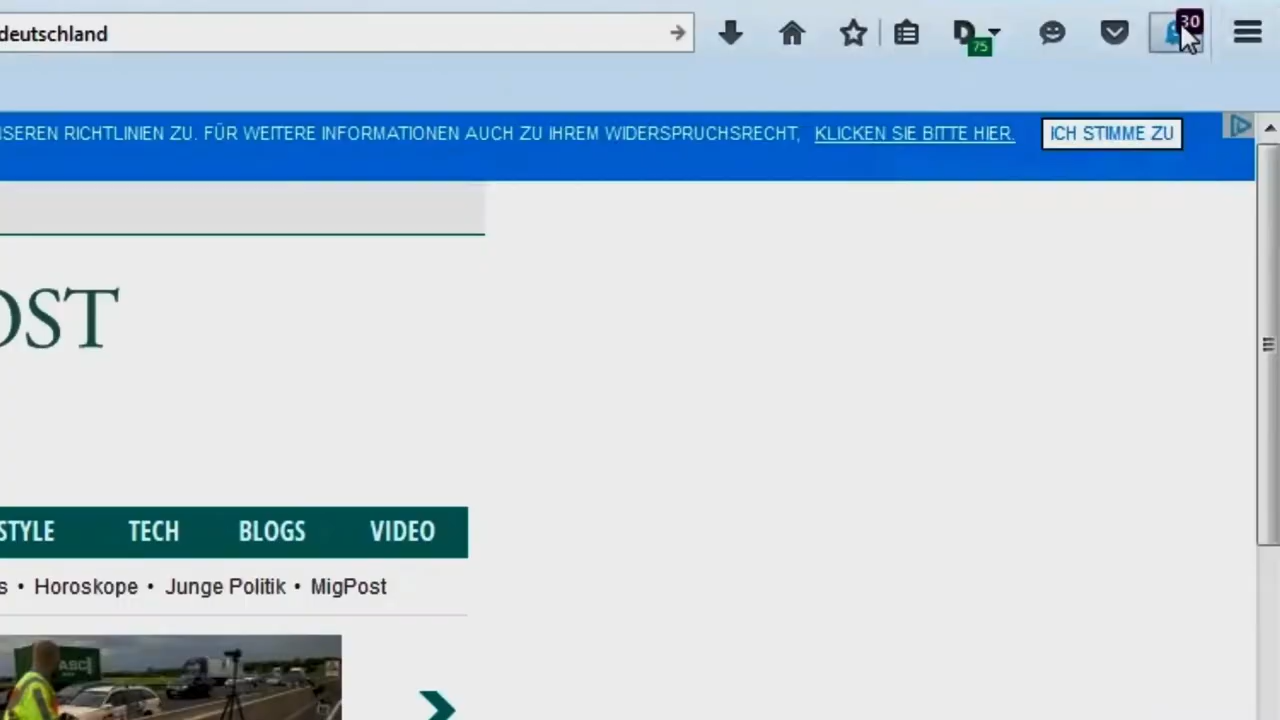 deutschland
30
75
SEREN RICHTLINIEN ZU. FÜR WEITERE INFORMATIONEN AUCH ZU IHREM WIDERSPRUCHSRECHT, KLICKEN SIE BITTE HIER. ICH STIMME ZU
OST
STYLE TECH BLOGS VIDEO
s • Horoskope • Junge Politik • MigPost
ASC